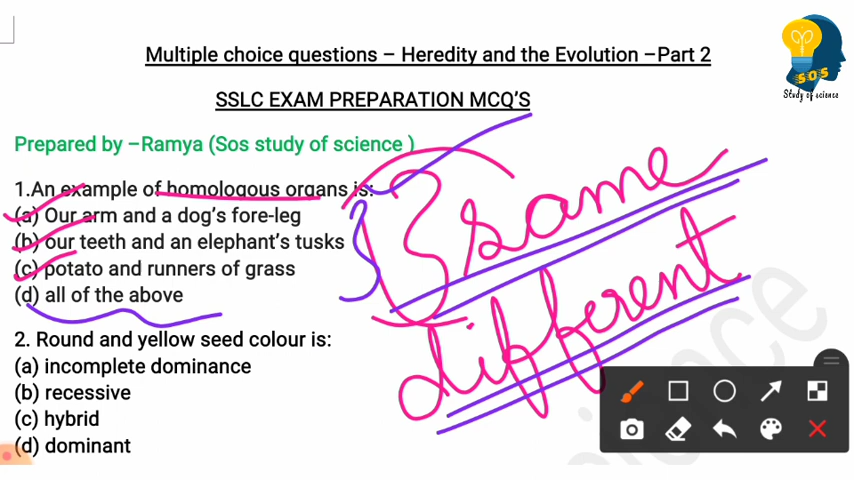 Multiple choice questions – Heredity and the Evolution –Part 2
SSLC EXAM PREPARATION MCQ'S
SOS
Study of science
Prepared by –Ramya (Sos study of science )
1.An example of homologous organs is:
(a) Our arm and a dog's fore-leg
(b) our teeth and an elephant's tusks
(c) potato and runners of grass
(d) all of the above
same
different
2. Round and yellow seed colour is:
(a) incomplete dominance
(b) recessive
(c) hybrid
(d) dominant